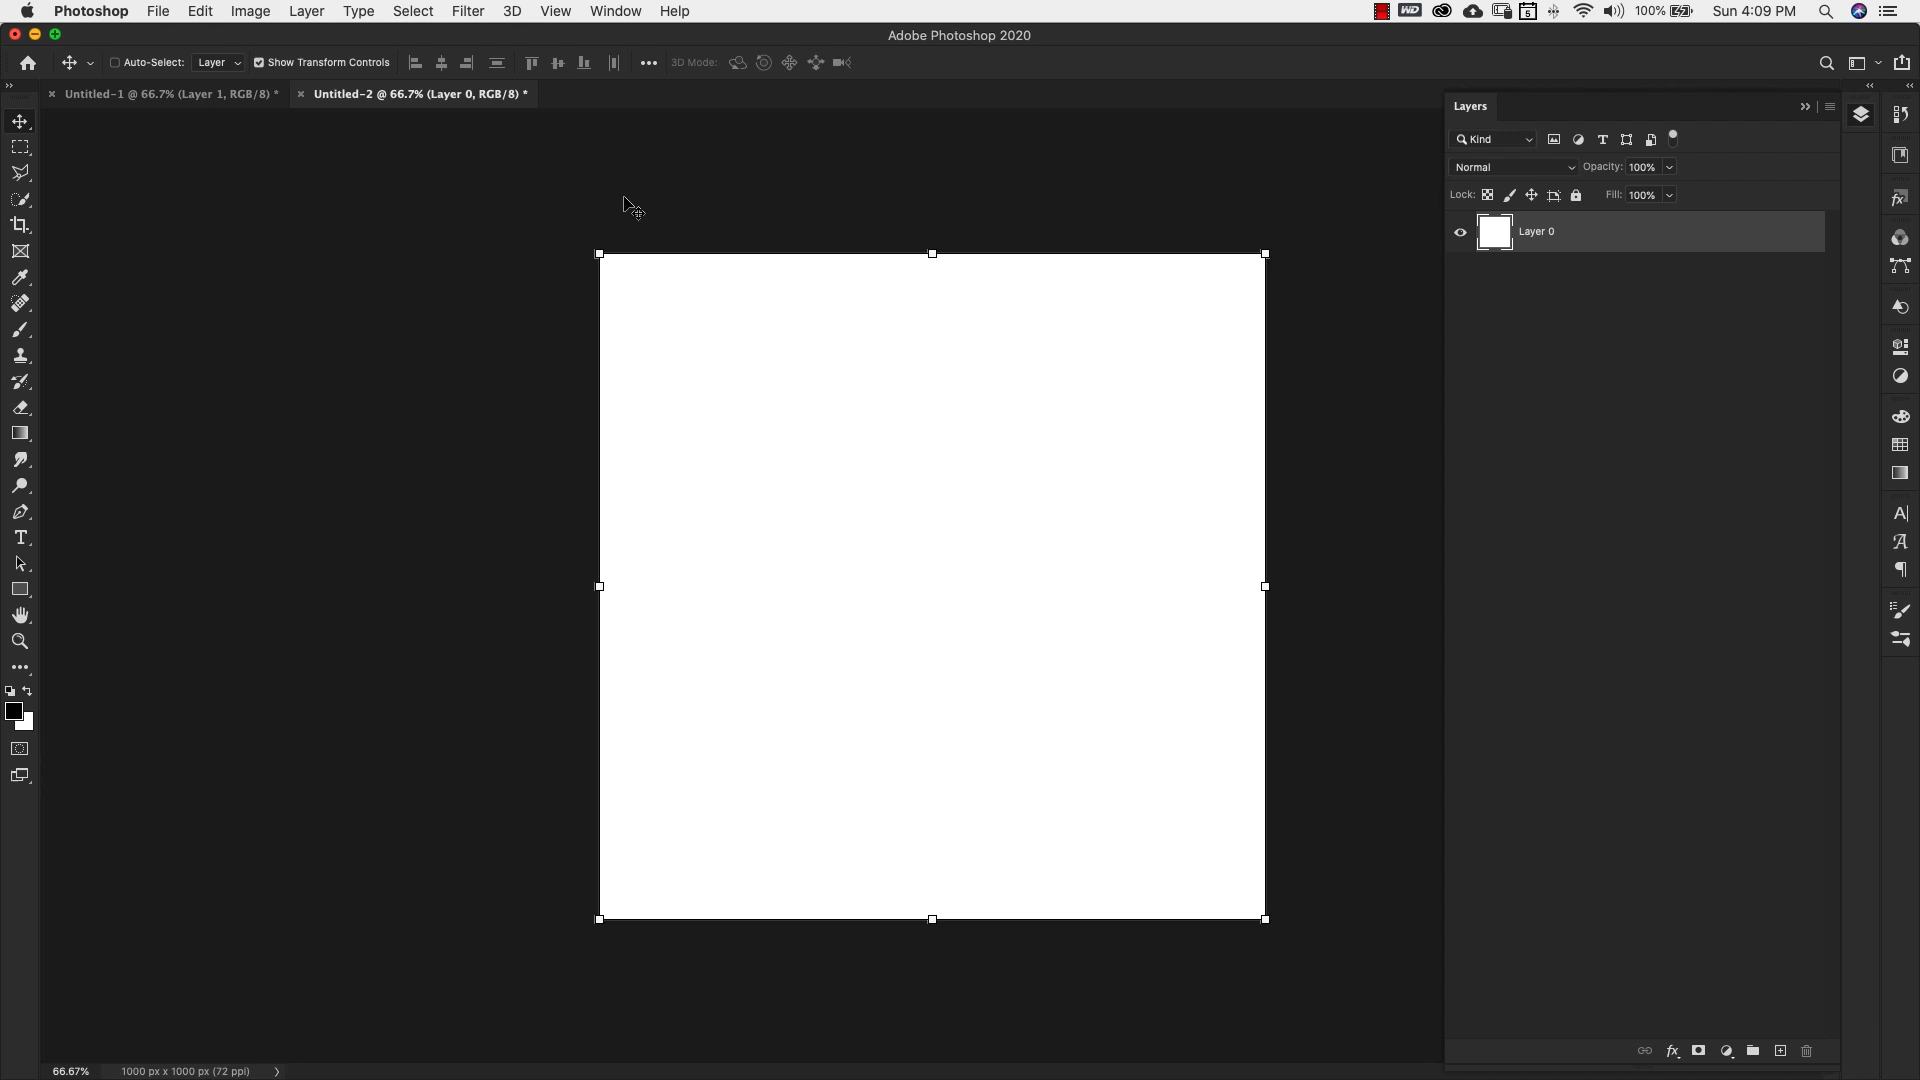 Photoshop File Edit Image Layer Type Select Filter 3D View Window Help WD 5 100% Sun 4:09 PM
Adobe Photoshop 2020
Auto-Select: Layer Show Transform Controls 3D Mode:
Untitled-1 @ 66.7% (Layer 1, RGB/8) * Untitled-2 @ 66.7% (Layer 0, RGB/8) *
Layers
Kind
Normal Opacity: 100%
Lock: Fill: 100%
Layer 0
66.67% 1000 px x 1000 px (72 ppi)